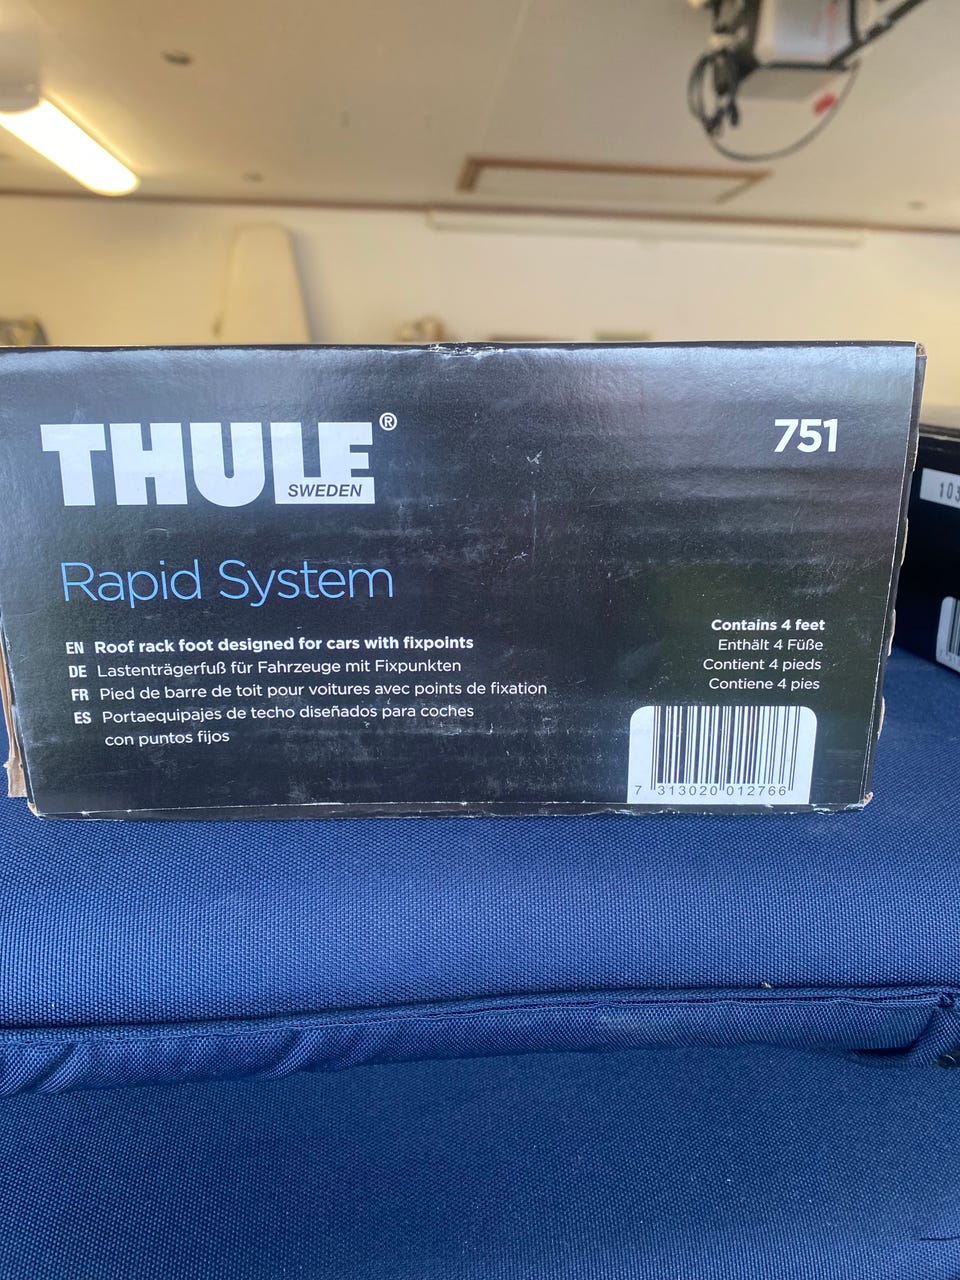 THULE®
SWEDEN
751
Rapid System
EN Roof rack foot designed for cars with fixpoints
DE Lastenträgerfuß für Fahrzeuge mit Fixpunkten
FR Pied de barre de toit pour voitures avec points de fixation
ES Portaequipajes de techo diseñados para coches
con puntos fijos
Contains 4 feet
Enthält 4 Füße
Contient 4 pieds
Contiene 4 pies
7 313020 012766